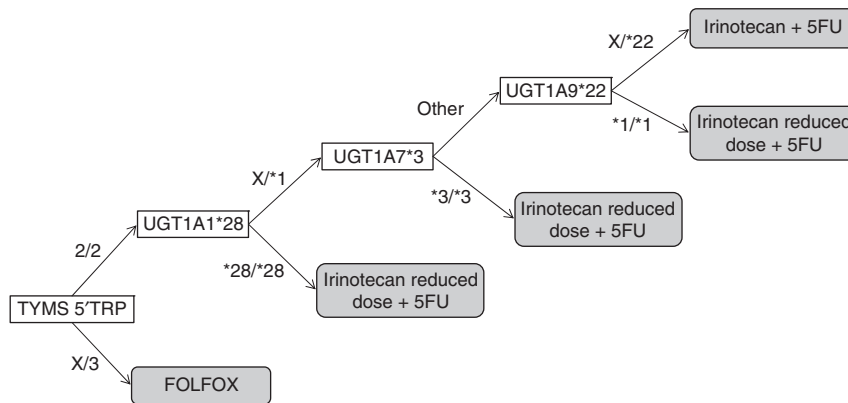 X/*22
Irinotecan + 5FU
UGT1A9*22
Other
*1/*1
Irinotecan reduced
dose + 5FU
UGT1A7*3
X/*1
*3/*3
Irinotecan reduced
dose + 5FU
UGT1A1*28
2/2
*28/*28
Irinotecan reduced
dose + 5FU
TYMS 5′TRP
X/3
FOLFOX